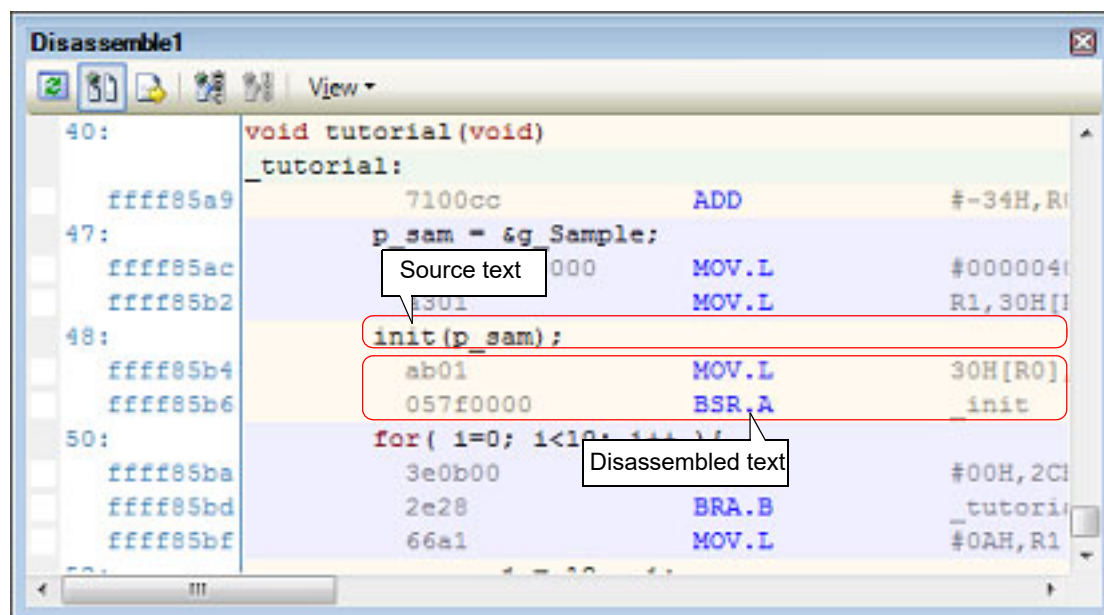 Disassemble1
View
40: void tutorial(void)
_tutorial:
ffff85a9 7100cc ADD #-34H,R
47: p_sam = &g_Sample;
ffff85ac 000 MOV.L #000004
Source text
ffff85b2 a301 MOV.L R1,30H[
48: init(p_sam);
ffff85b4 ab01 MOV.L 30H[R0],
ffff85b6 057f0000 BSR.A _init
50: for( i=0; i<10; i++ ){
Disassembled text
ffff85ba 3e0b00 #00H,2C
ffff85bd 2e28 BRA.B _tutori
ffff85bf 66a1 MOV.L #0AH,R1